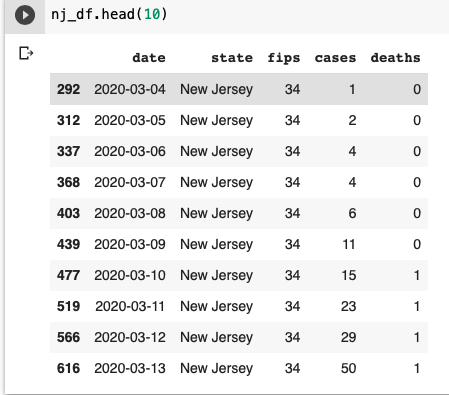 nj_df.head(10)
date state fips cases deaths
292 2020-03-04 New Jersey 34 1 0
312 2020-03-05 New Jersey 34 2 0
337 2020-03-06 New Jersey 34 4 0
368 2020-03-07 New Jersey 34 4 0
403 2020-03-08 New Jersey 34 6 0
439 2020-03-09 New Jersey 34 11 0
477 2020-03-10 New Jersey 34 15 1
519 2020-03-11 New Jersey 34 23 1
566 2020-03-12 New Jersey 34 29 1
616 2020-03-13 New Jersey 34 50 1